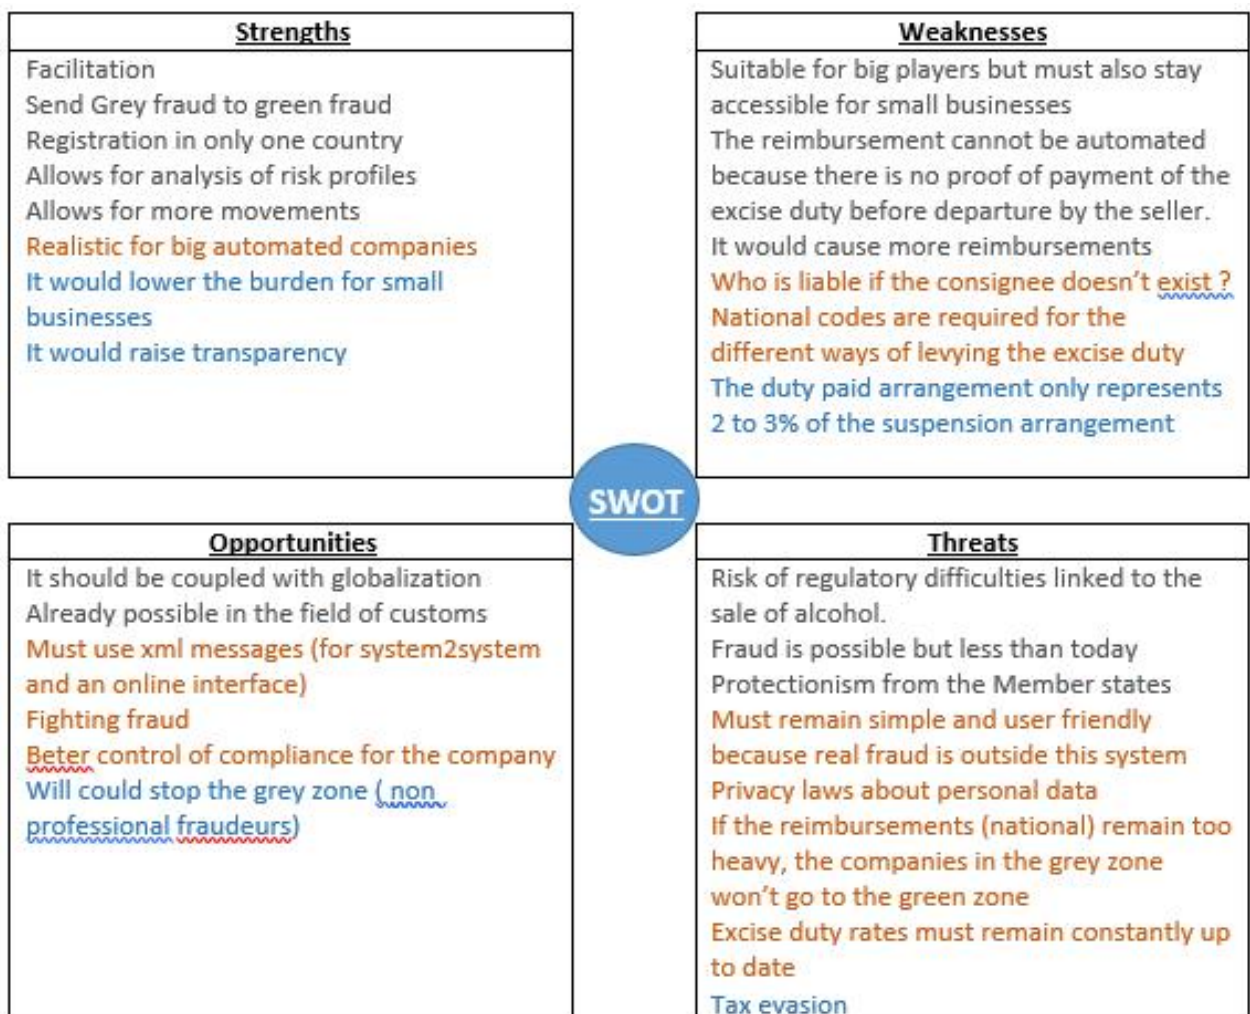 Strengths
Facilitation
Send Grey fraud to green fraud
Registration in only one country
Allows for analysis of risk profiles
Allows for more movements
Realistic for big automated companies
It would lower the burden for small
businesses
It would raise transparency
Weaknesses
Suitable for big players but must also stay
accessible for small businesses
The reimbursement cannot be automated
because there is no proof of payment of the
excise duty before departure by the seller.
It would cause more reimbursements
Who is liable if the consignee doesn't exist ?
National codes are required for the
different ways of levying the excise duty
The duty paid arrangement only represents
2 to 3% of the suspension arrangement
SWOT
Opportunities
It should be coupled with globalization
Already possible in the field of customs
Must use xml messages (for system2system
and an online interface)
Fighting fraud
Beter control of compliance for the company
Will could stop the grey zone ( non
professional fraudeurs)
Threats
Risk of regulatory difficulties linked to the
sale of alcohol.
Fraud is possible but less than today
Protectionism from the Member states
Must remain simple and user friendly
because real fraud is outside this system
Privacy laws about personal data
If the reimbursements (national) remain too
heavy, the companies in the grey zone
won't go to the green zone
Excise duty rates must remain constantly up
to date
Tax evasion